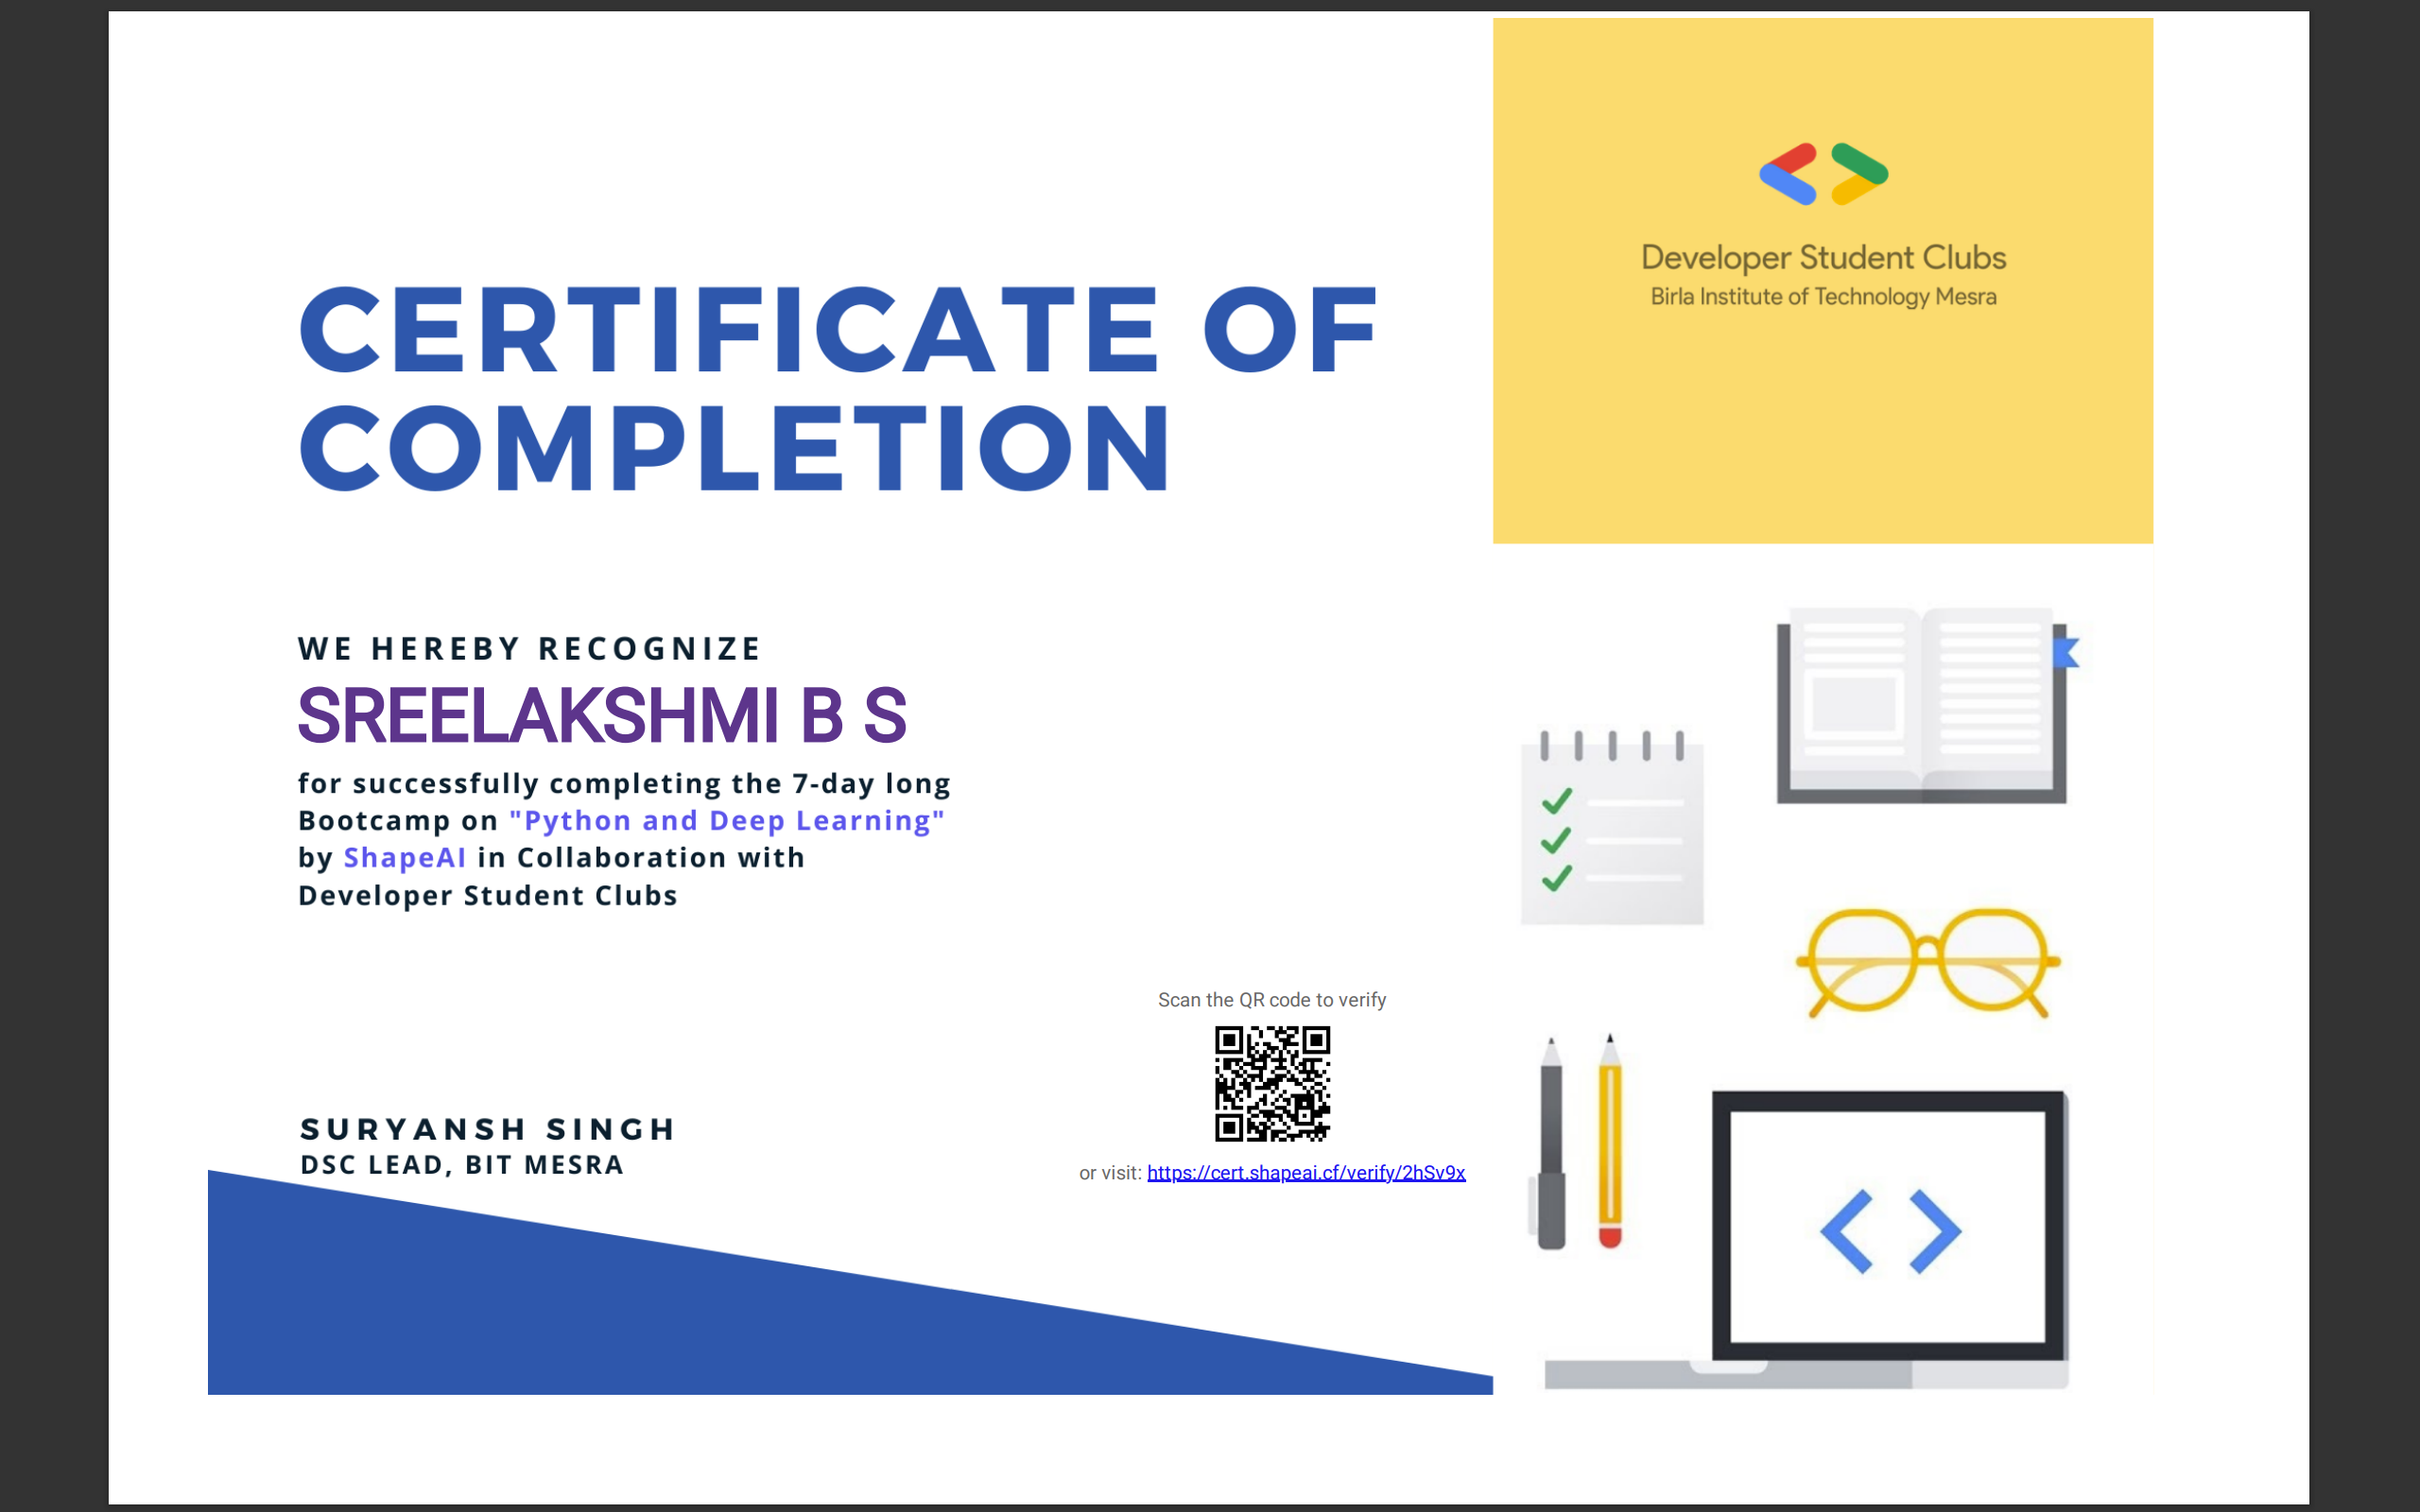 CERTIFICATE OF
COMPLETION
Developer Student Clubs
Birla Institute of Technology Mesra
WE HEREBY RECOGNIZE
SREELAKSHMI B S
for successfully completing the 7-day long
Bootcamp on "Python and Deep Learning"
by ShapeAI in Collaboration with
Developer Student Clubs
Scan the QR code to verify
or visit: https://cert.shapeai.cf/verify/2hSv9x
SURYANSH SINGH
DSC LEAD, BIT MESRA